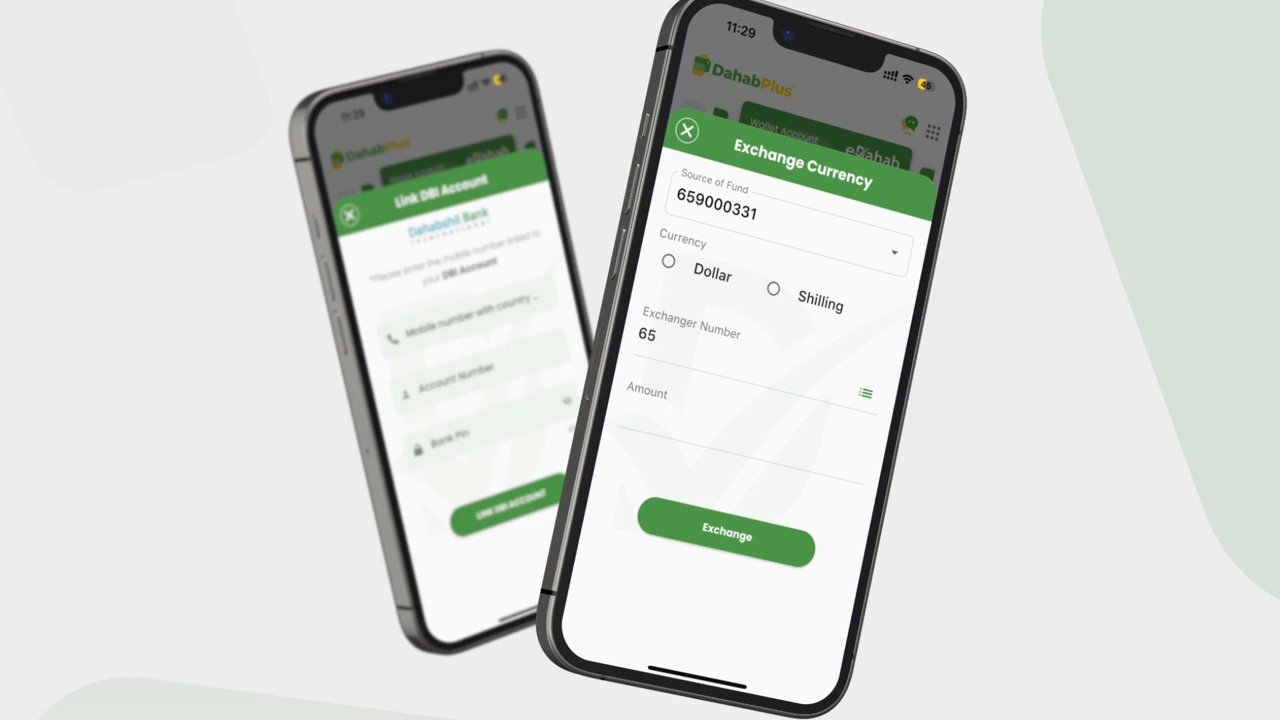 11:29
DahabPlus
Link DBI Account
Dahabshil Bank
International
*Please enter the mobile number linked to
your DBI Account
Mobile number with country ..
Account Number
Bank Pin
LINK DBI ACCOUNT
11:29
45
DahabPlus
Wallet Account
eDahab
Exchange Currency
Source of Fund
659000331
Currency
Dollar
Shilling
Exchanger Number
65
Amount
Exchange